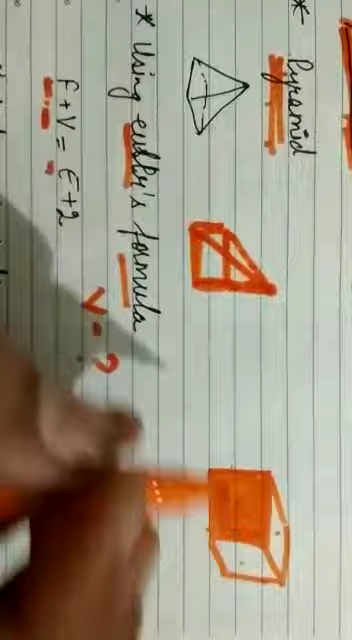 ** Pyramid
* Using euler's formula
F + V = E + 2
V = ?